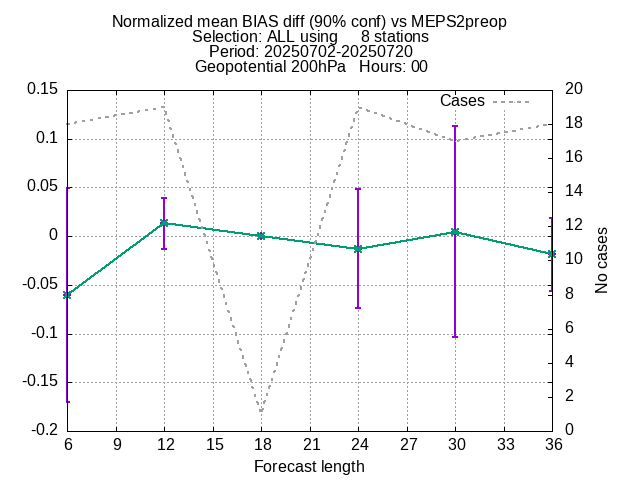 Normalized mean BIAS diff (90% conf) vs MEPS2preop
Selection: ALL using     8 stations
Period: 20250702-20250720
Geopotential 200hPa   Hours: 00
Cases
0.15
0.1
0.05
0
-0.05
-0.1
-0.15
-0.2
20
18
16
14
12
10
8
6
4
2
0
No cases
6 9 12 15 18 21 24 27 30 33 36
Forecast length